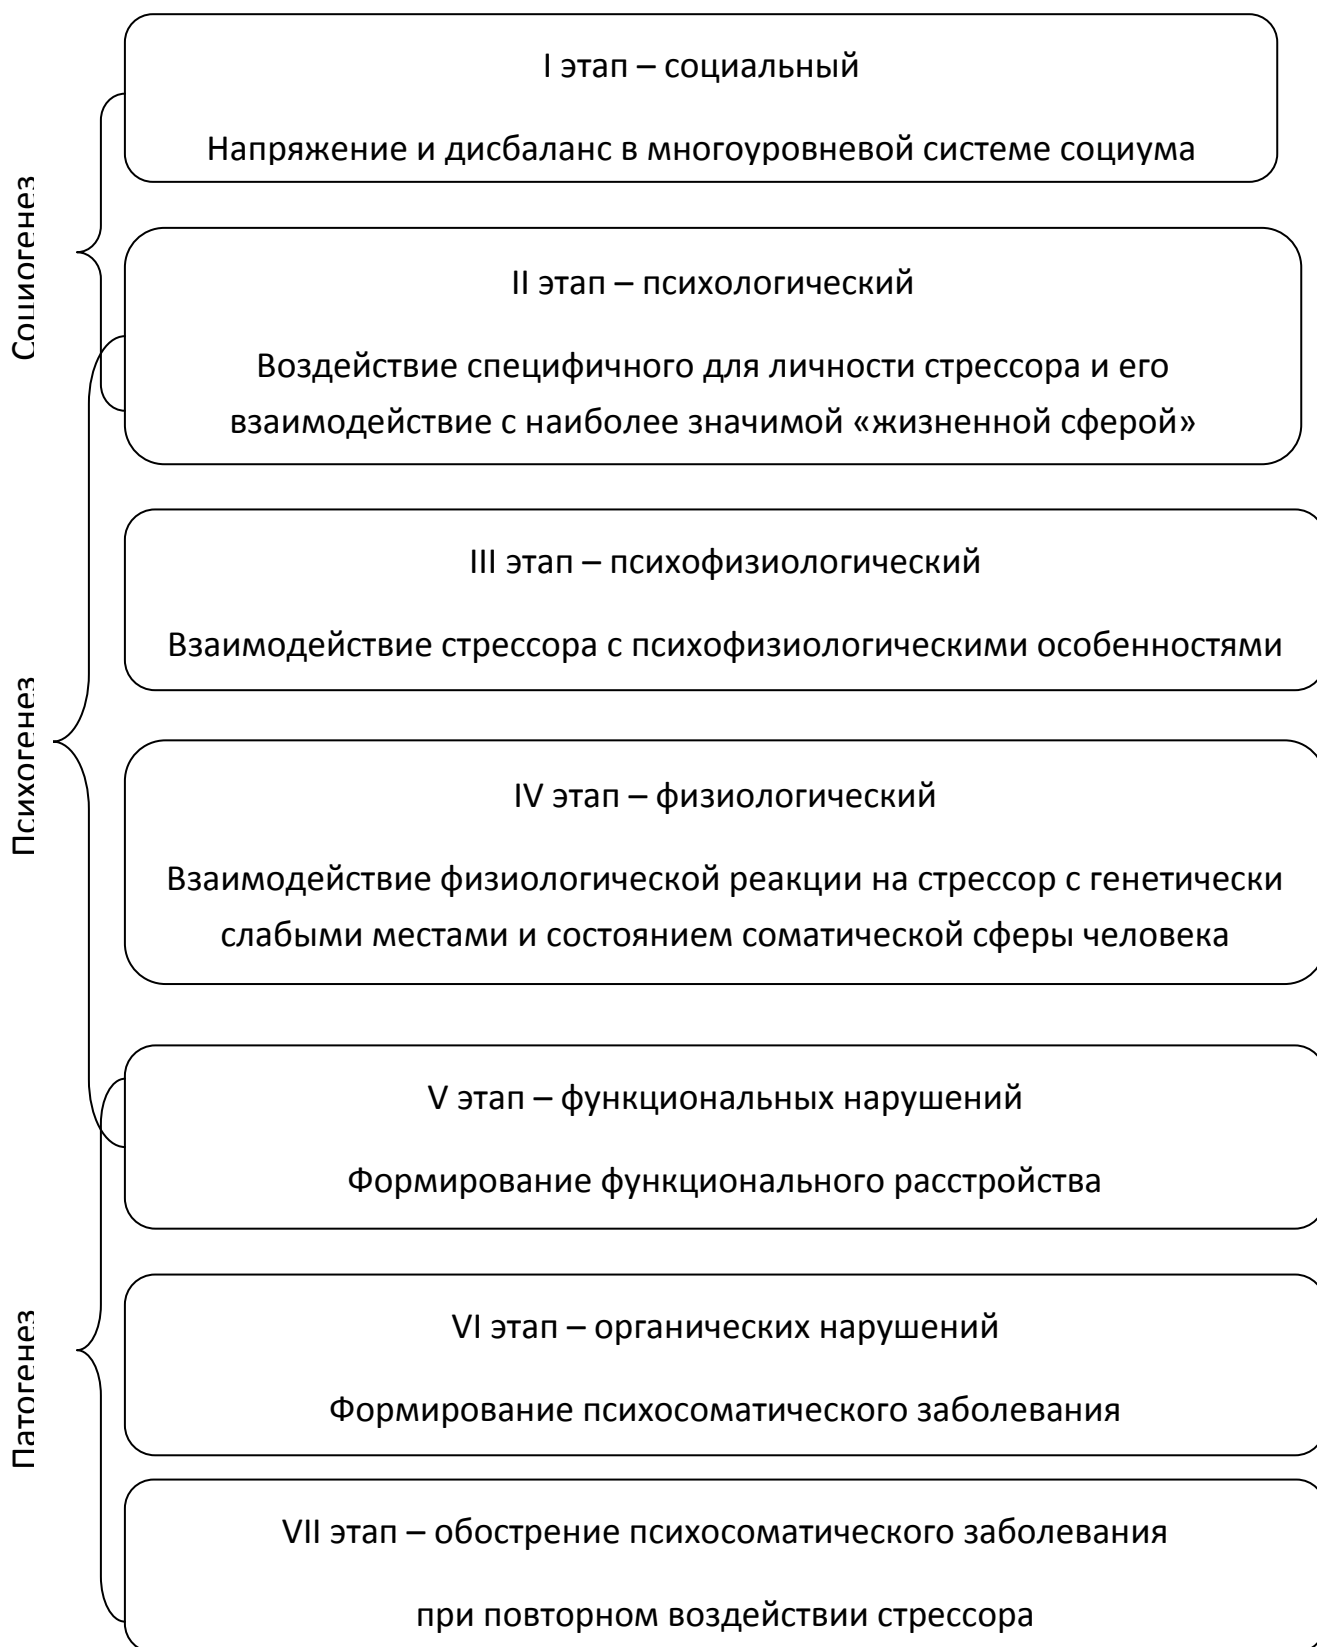 I этап – социальный
Напряжение и дисбаланс в многоуровневой системе социума
Социогенез
II этап – психологический
Воздействие специфичного для личности стрессора и его
взаимодействие с наиболее значимой «жизненной сферой»
III этап – психофизиологический
Взаимодействие стрессора с психофизиологическими особенностями
Психогенез
IV этап – физиологический
Взаимодействие физиологической реакции на стрессор с генетически
слабыми местами и состоянием соматической сферы человека
V этап – функциональных нарушений
Формирование функционального расстройства
Патогенез
VI этап – органических нарушений
Формирование психосоматического заболевания
VII этап – обострение психосоматического заболевания
при повторном воздействии стрессора